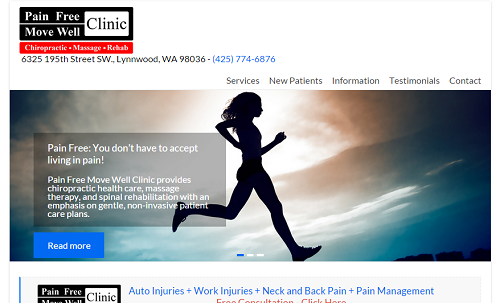 Pain Free
Move Well
Clinic
Chiropractic • Massage • Rehab
6325 195th Street SW., Lynnwood, WA 98036 - (425) 774-6876
Services New Patients Information Testimonials Contact
Pain Free: You don't have to accept
living in pain!
Pain Free Move Well Clinic provides
chiropractic health care, massage
therapy, and spinal rehabilitation with an
emphasis on gentle, non-invasive patient
care plans.
Read more
Pain Free
Clinic
Auto Injuries + Work Injuries + Neck and Back Pain + Pain Management
Free Consultation - Click Here